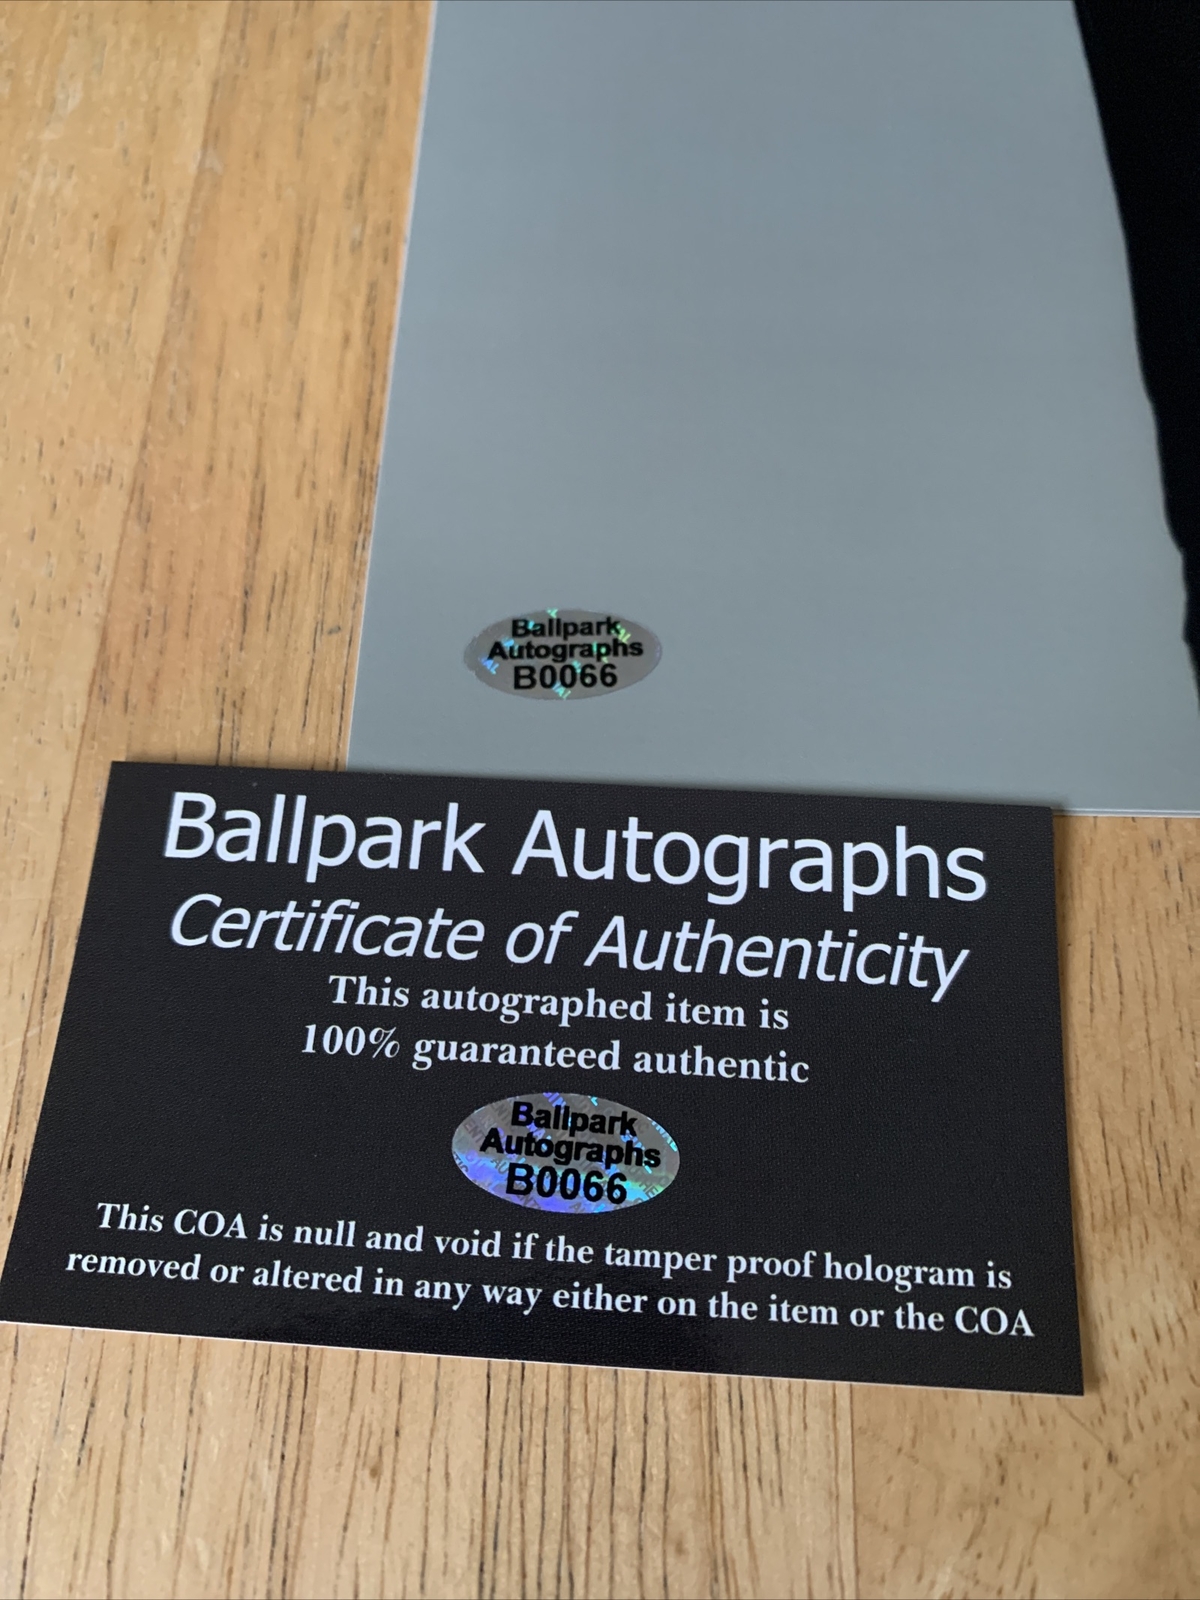 Ballpark
Autographs
B0066
Ballpark Autographs
Certificate of Authenticity
This autographed item is
100% guaranteed authentic
Ballpark
Autographs
B0066
This COA is null and void if the tamper proof hologram is
removed or altered in any way either on the item or the COA